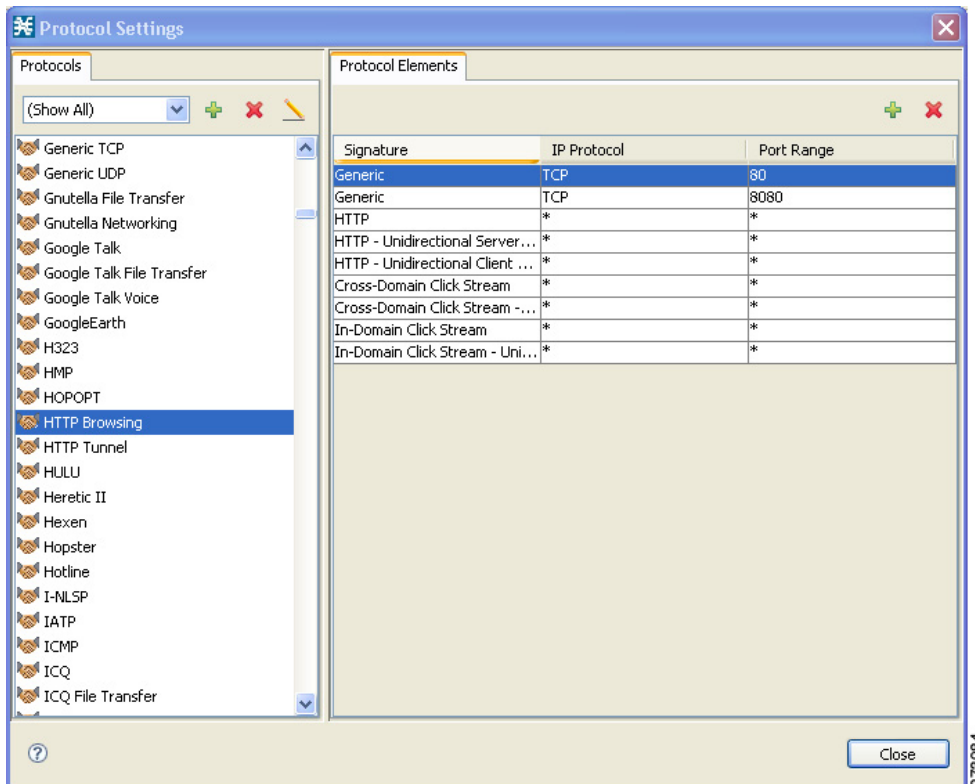 Protocol Settings
Protocols
(Show All)
Generic TCP
Generic UDP
Gnutella File Transfer
Gnutella Networking
Google Talk
Google Talk File Transfer
Google Talk Voice
GoogleEarth
H323
HMP
HOPOPT
HTTP Browsing
HTTP Tunnel
HULU
Heretic II
Hexen
Hopster
Hotline
I-NLSP
IATP
ICMP
ICQ
ICQ File Transfer
Protocol Elements
Signature IP Protocol Port Range
Generic TCP 80
Generic TCP 8080
HTTP * *
HTTP - Unidirectional Server... * *
HTTP - Unidirectional Client ... * *
Cross-Domain Click Stream * *
Cross-Domain Click Stream -... * *
In-Domain Click Stream * *
In-Domain Click Stream - Uni... * *
?
Close